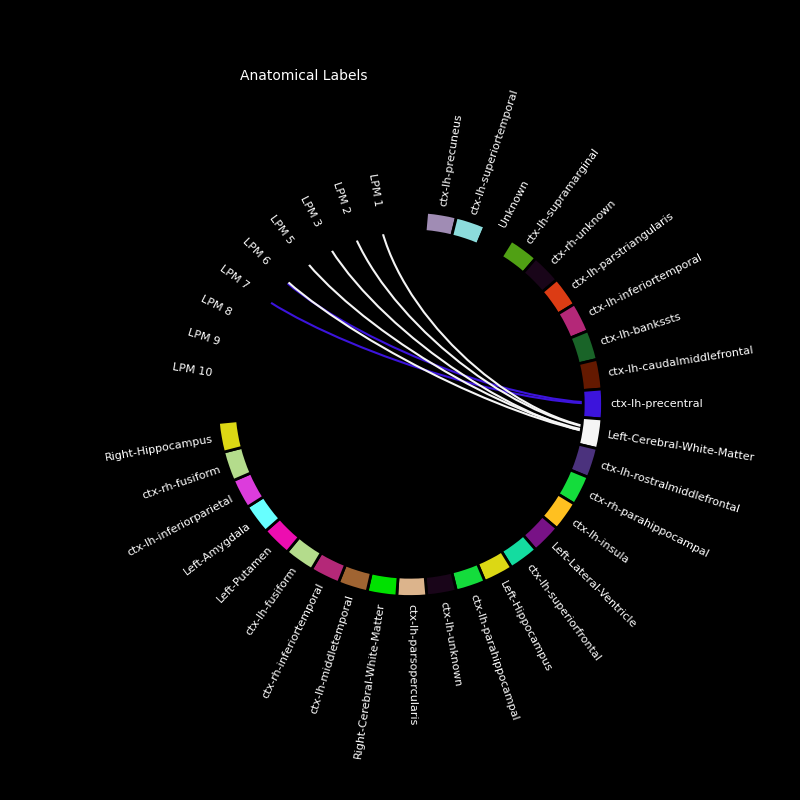 Anatomical Labels
LPM 1
LPM 2
LPM 3
LPM 5
LPM 6
LPM 7
LPM 8
LPM 9
LPM 10
ctx-lh-precuneus
ctx-lh-superiortemporal
Unknown
ctx-lh-supramarginal
ctx-rh-unknown
ctx-lh-parstriangularis
ctx-lh-inferiortemporal
ctx-lh-bankssts
ctx-lh-caudalmiddlefrontal
ctx-lh-precentral
Left-Cerebral-White-Matter
ctx-lh-rostralmiddlefrontal
ctx-rh-parahippocampal
ctx-lh-insula
Left-Lateral-Ventricle
ctx-lh-superiorfrontal
Left-Hippocampus
ctx-lh-parahippocampal
ctx-lh-unknown
ctx-lh-parsopercularis
Right-Cerebral-White-Matter
ctx-lh-middletemporal
ctx-rh-inferiortemporal
ctx-lh-fusiform
Left-Putamen
Left-Amygdala
ctx-lh-inferiorparietal
ctx-rh-fusiform
Right-Hippocampus